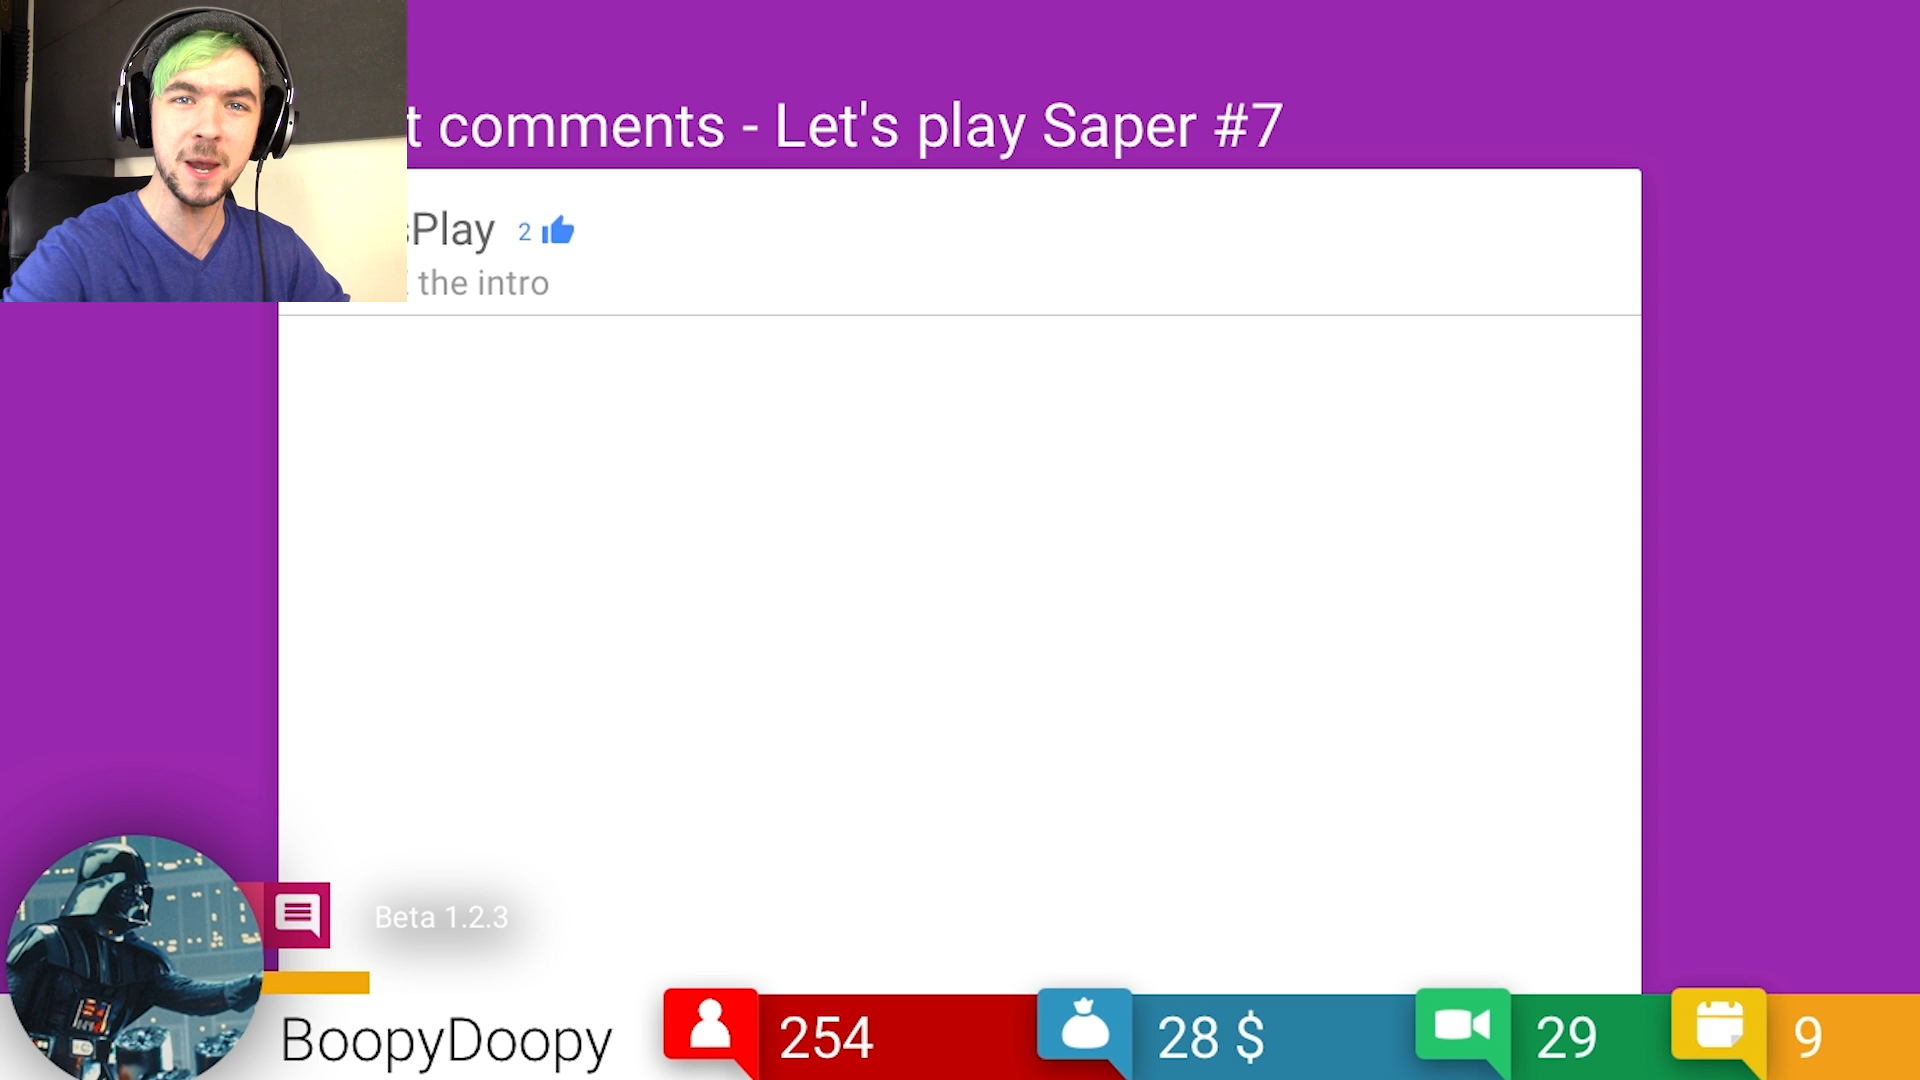 comments - Let's play Saper #7
Play 2
the intro
Beta 1.2.3
BoopyDoopy
254
28 $
29
9